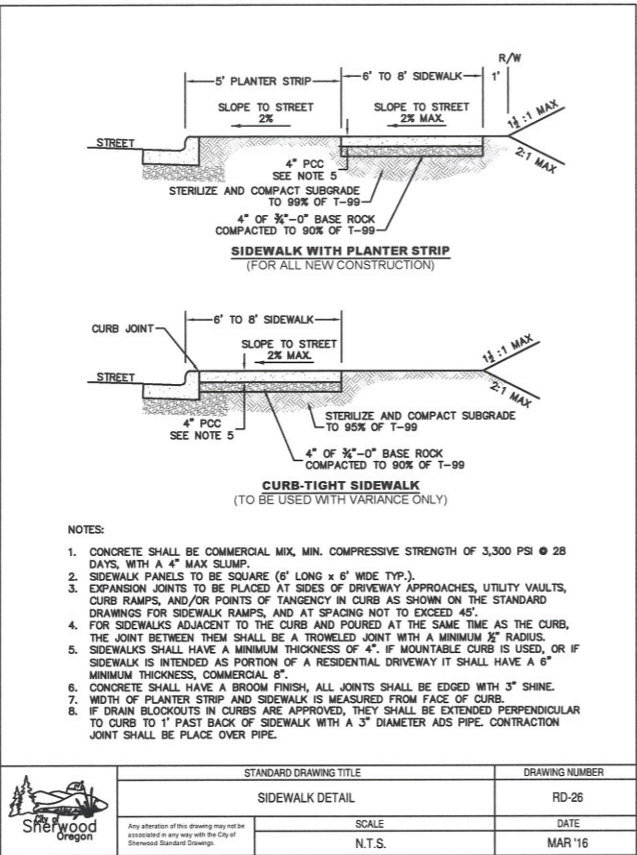 R/W
5' PLANTER STRIP
6' TO 8' SIDEWALK
1'
SLOPE TO STREET
2%
SLOPE TO STREET
2% MAX.
1½ :1 MAX
2:1 MAX
STREET
4" PCC
SEE NOTE 5
STERILIZE AND COMPACT SUBGRADE
TO 99% OF T-99
4" OF ¾"-0" BASE ROCK
COMPACTED TO 90% OF T-99
SIDEWALK WITH PLANTER STRIP
(FOR ALL NEW CONSTRUCTION)
6' TO 8' SIDEWALK
CURB JOINT
SLOPE TO STREET
2% MAX.
1½ :1 MAX
2:1 MAX
STREET
4" PCC
SEE NOTE 5
STERILIZE AND COMPACT SUBGRADE
TO 95% OF T-99
4" OF ¾"-0" BASE ROCK
COMPACTED TO 90% OF T-99
CURB-TIGHT SIDEWALK
(TO BE USED WITH VARIANCE ONLY)
NOTES:
1. CONCRETE SHALL BE COMMERCIAL MIX, MIN. COMPRESSIVE STRENGTH OF 3,300 PSI @ 28
DAYS, WITH A 4" MAX SLUMP.
2. SIDEWALK PANELS TO BE SQUARE (6' LONG x 6' WIDE TYP.).
3. EXPANSION JOINTS TO BE PLACED AT SIDES OF DRIVEWAY APPROACHES, UTILITY VAULTS,
CURB RAMPS, AND/OR POINTS OF TANGENCY IN CURB AS SHOWN ON THE STANDARD
DRAWINGS FOR SIDEWALK RAMPS, AND AT SPACING NOT TO EXCEED 45'.
4. FOR SIDEWALKS ADJACENT TO THE CURB AND POURED AT THE SAME TIME AS THE CURB,
THE JOINT BETWEEN THEM SHALL BE A TROWELED JOINT WITH A MINIMUM ½" RADIUS.
5. SIDEWALKS SHALL HAVE A MINIMUM THICKNESS OF 4". IF MOUNTABLE CURB IS USED, OR IF
SIDEWALK IS INTENDED AS PORTION OF A RESIDENTIAL DRIVEWAY IT SHALL HAVE A 6"
MINIMUM THICKNESS, COMMERCIAL 8".
6. CONCRETE SHALL HAVE A BROOM FINISH, ALL JOINTS SHALL BE EDGED WITH 3" SHINE.
7. WIDTH OF PLANTER STRIP AND SIDEWALK IS MEASURED FROM FACE OF CURB.
8. IF DRAIN BLOCKOUTS IN CURBS ARE APPROVED, THEY SHALL BE EXTENDED PERPENDICULAR
TO CURB TO 1' PAST BACK OF SIDEWALK WITH A 3" DIAMETER ADS PIPE. CONTRACTION
JOINT SHALL BE PLACE OVER PIPE.
City of
Sherwood
Oregon
STANDARD DRAWING TITLE
DRAWING NUMBER
SIDEWALK DETAIL
RD-26
Any alteration of this drawing may not be
associated in any way with the City of
Sherwood Standard Drawings.
SCALE
DATE
N.T.S.
MAR '16